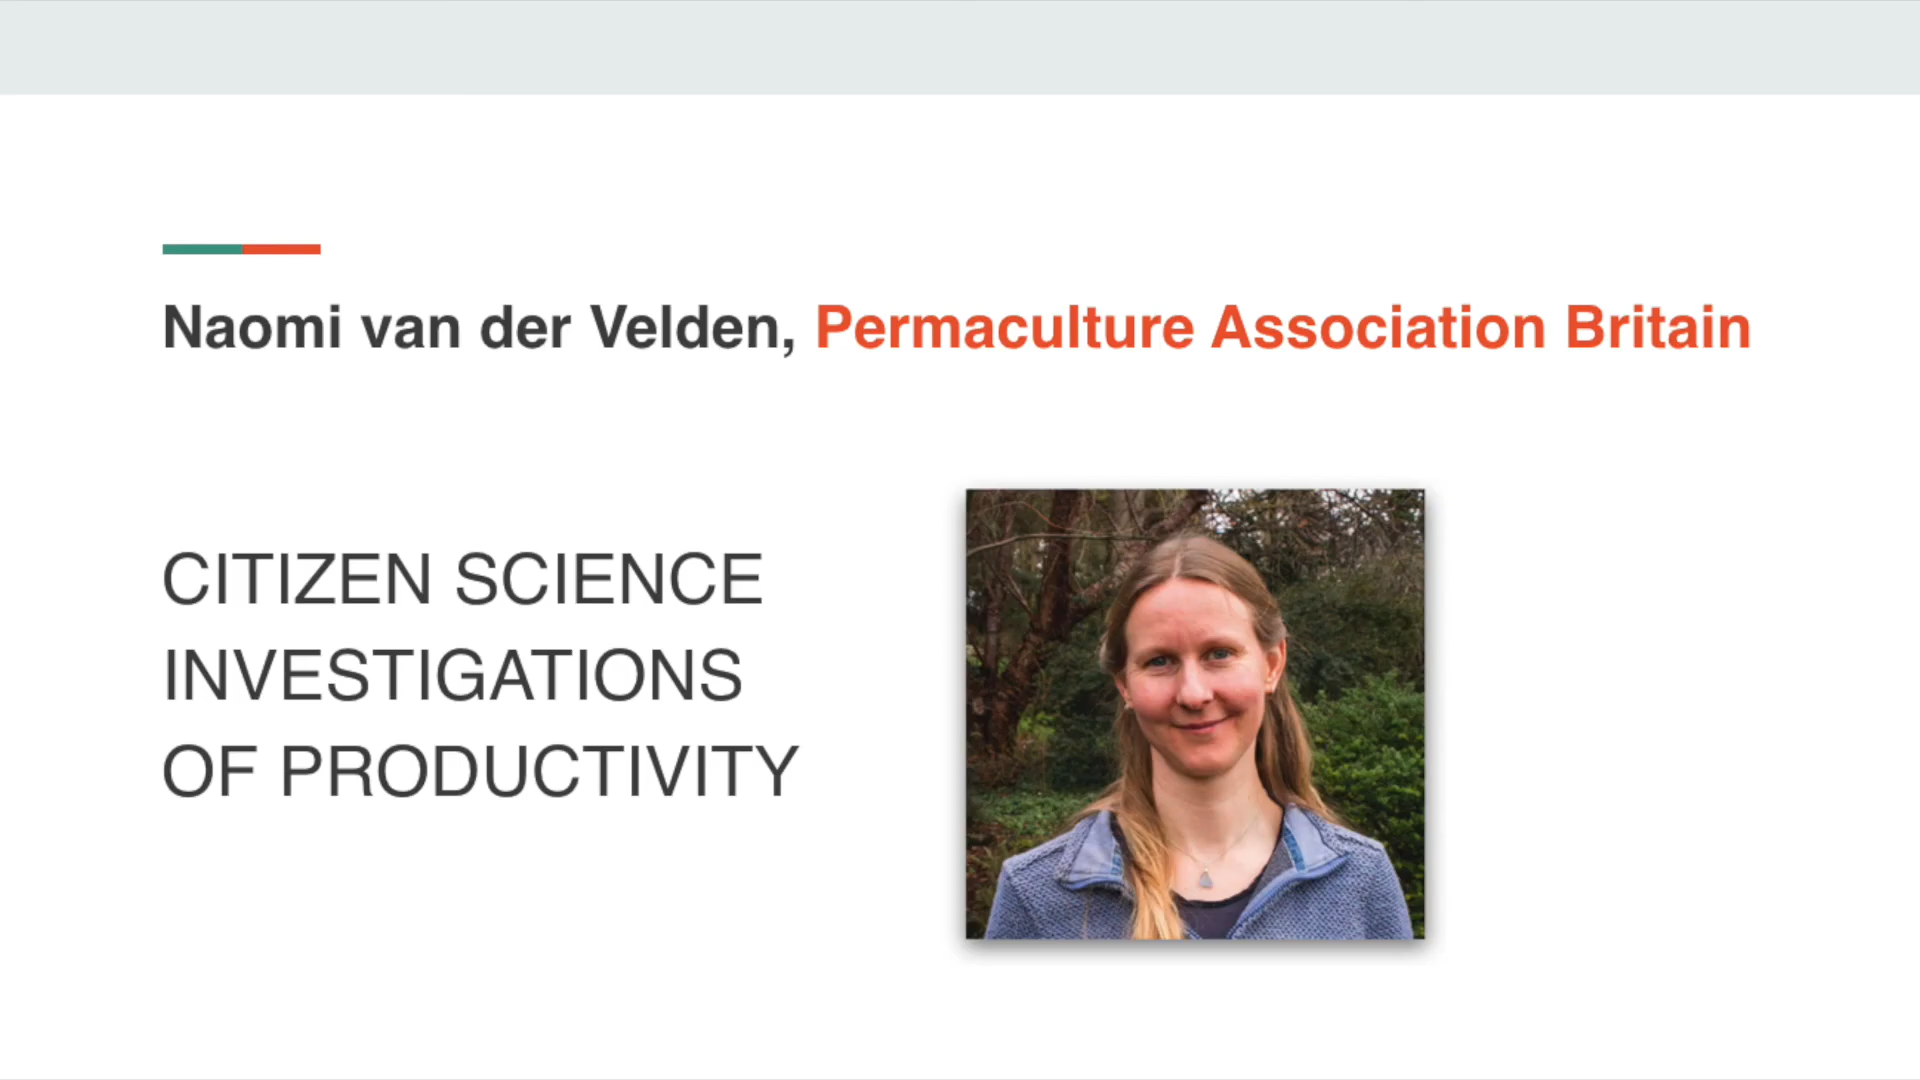 Naomi van der Velden, Permaculture Association Britain
CITIZEN SCIENCE
INVESTIGATIONS
OF PRODUCTIVITY